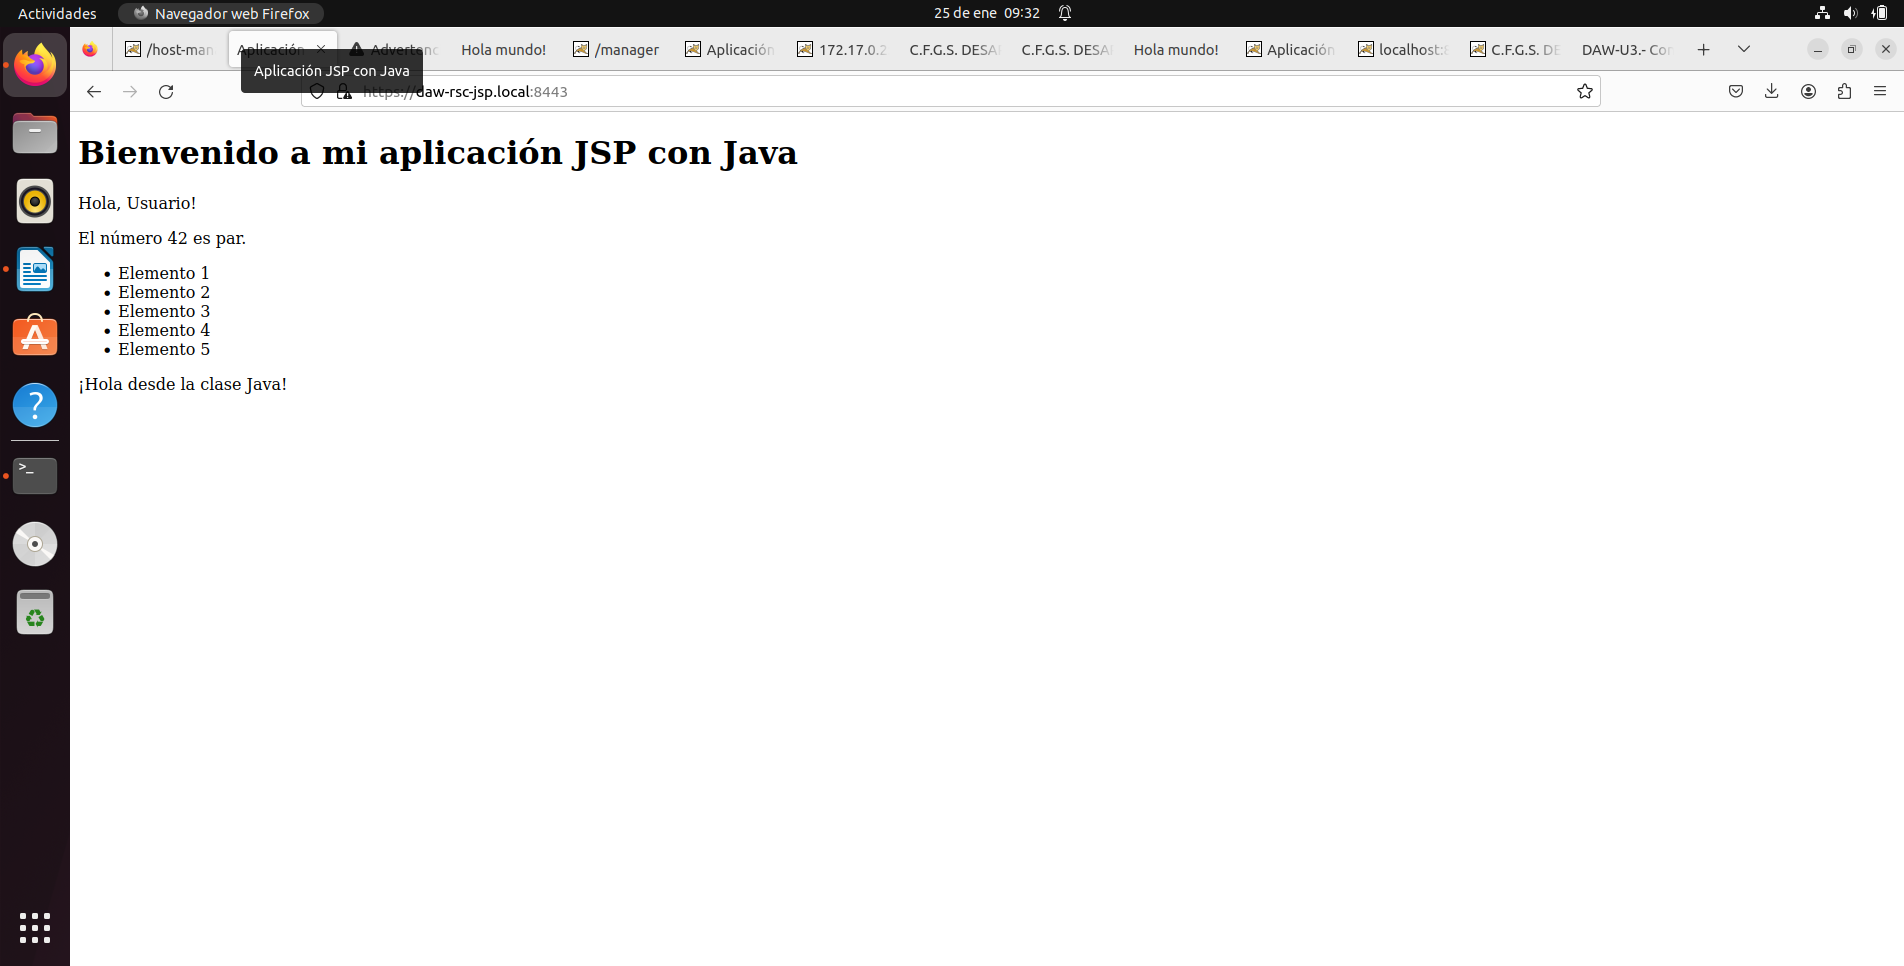 Actividades Navegador web Firefox 25 de ene 09:32
/host-man Aplicación Advertenc Hola mundo! /manager Aplicación 172.17.0.2 C.F.G.S. DESA C.F.G.S. DESA Hola mundo! Aplicación localhost:8 C.F.G.S. DE DAW-U3.- Con
Aplicación JSP con Java
https://daw-rsc-jsp.local:8443
Bienvenido a mi aplicación JSP con Java
Hola, Usuario!
El número 42 es par.
• Elemento 1
• Elemento 2
• Elemento 3
• Elemento 4
• Elemento 5
¡Hola desde la clase Java!